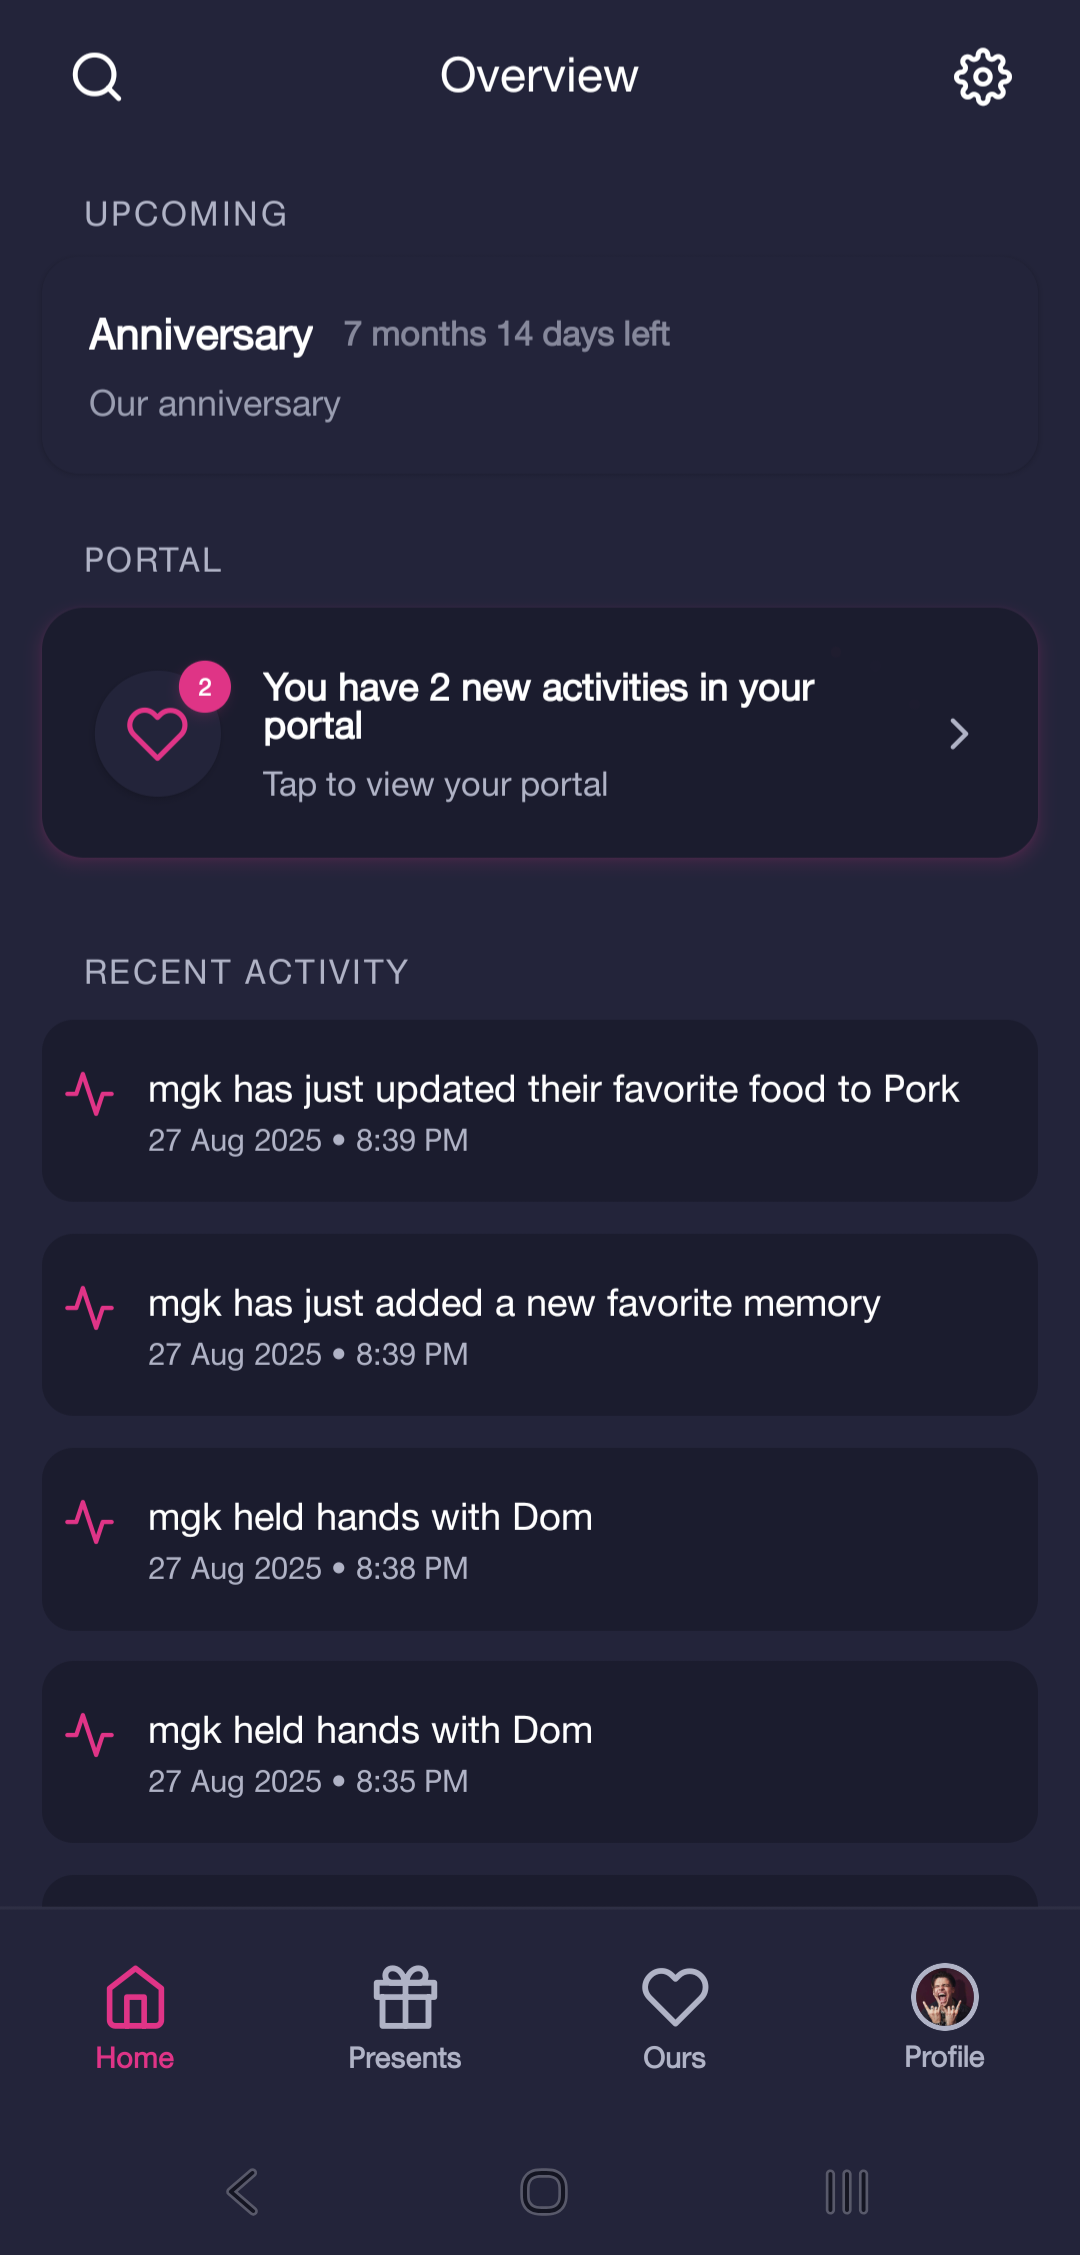 Overview
UPCOMING
Anniversary 7 months 14 days left
Our anniversary
PORTAL
2
You have 2 new activities in your
portal
Tap to view your portal
RECENT ACTIVITY
mgk has just updated their favorite food to Pork
27 Aug 2025 • 8:39 PM
mgk has just added a new favorite memory
27 Aug 2025 • 8:39 PM
mgk held hands with Dom
27 Aug 2025 • 8:38 PM
mgk held hands with Dom
27 Aug 2025 • 8:35 PM
Home
Presents
Ours
Profile